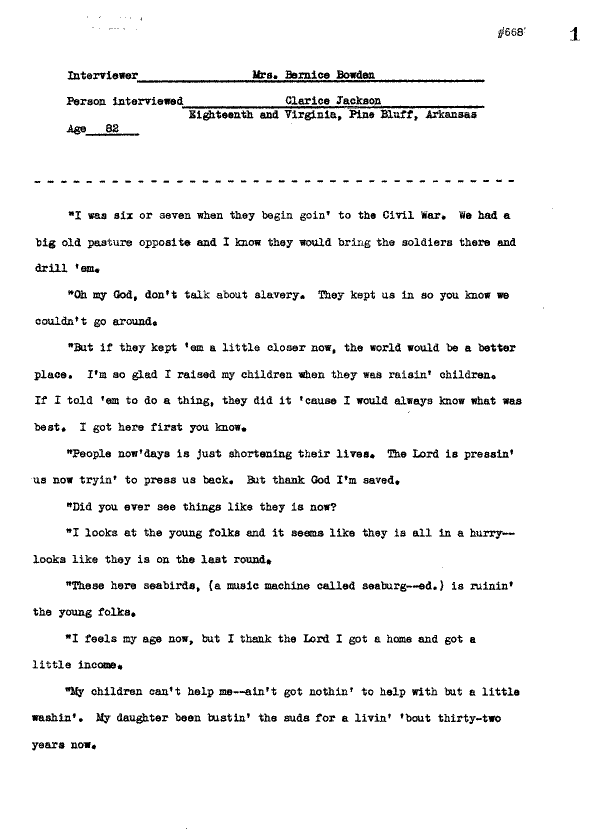 #668
1
Interviewer Mrs. Bernice Bowden
Person interviewed Clarice Jackson
Eighteenth and Virginia, Pine Bluff, Arkansas
Age 82
"I was six or seven when they begin goin' to the Civil War. We had a
big old pasture opposite and I know they would bring the soldiers there and
drill 'em.
"Oh my God, don't talk about slavery. They kept us in so you know we
couldn't go around.
"But if they kept 'em a little closer now, the world would be a better
place. I'm so glad I raised my children when they was raisin' children.
If I told 'em to do a thing, they did it 'cause I would always know what was
best. I got here first you know.
"People now'days is just shortening their lives. The Lord is pressin'
us now tryin' to press us back. But thank God I'm saved.
"Did you ever see things like they is now?
"I looks at the young folks and it seems like they is all in a hurry--
looks like they is on the last round.
"These here seabirds, (a music machine called seaburg--ed.) is ruinin'
the young folks.
"I feels my age now, but I thank the Lord I got a home and got a
little income.
"My children can't help me--ain't got nothin' to help with but a little
washin'. My daughter been bustin' the suds for a livin' 'bout thirty-two
years now.